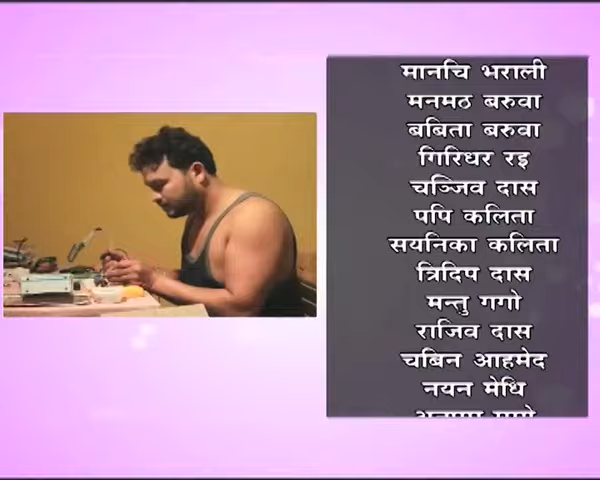 मानचि भराली
मनमठ बरुवा
बबिता बरुवा
गिरिधर रइ
चञ्जिव दास
पपि कलिता
सयनिका कलिता
त्रिदिप दास
मन्तु गगो
राजिव दास
चबिन आहमेद
नयन मेधि